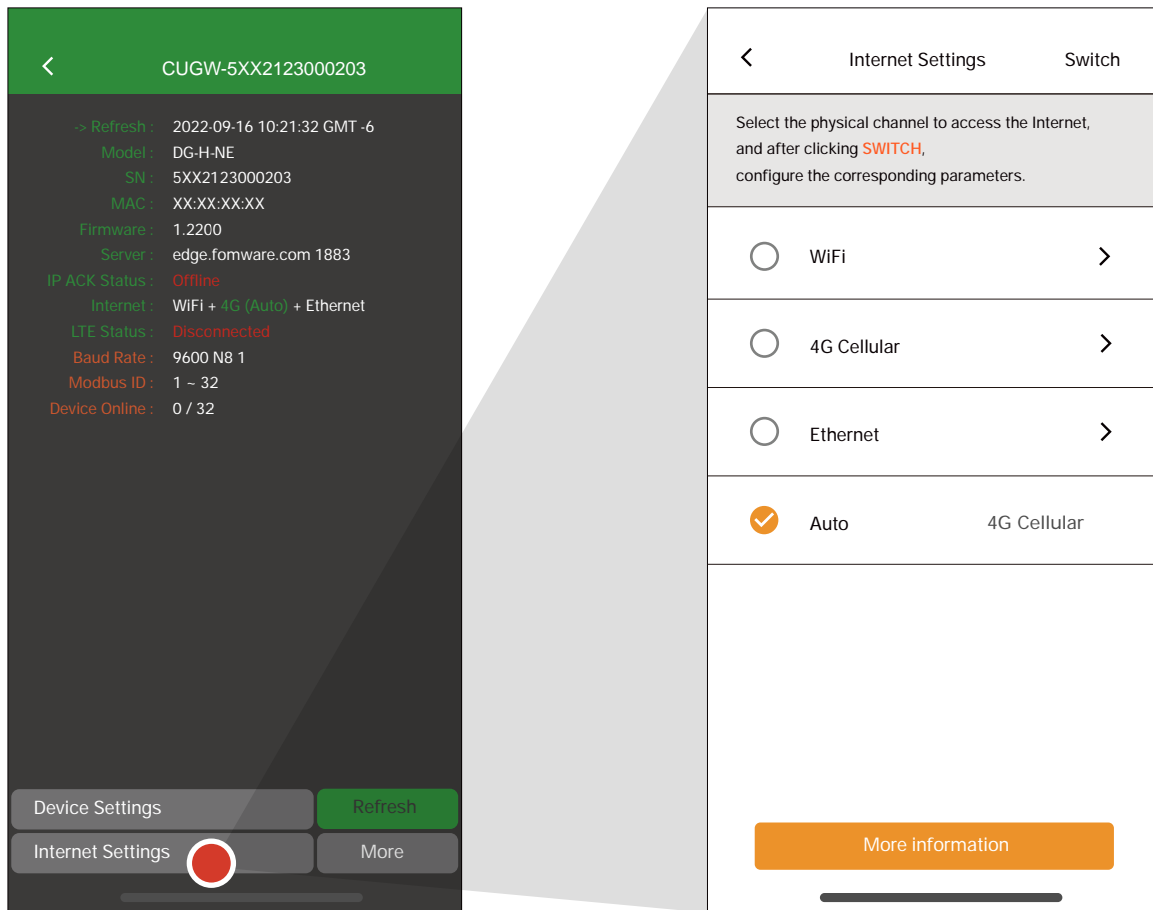 CUGW-5XX2123000203
-> Refresh : 2022-09-16 10:21:32 GMT -6
Model : DG-H-NE
SN : 5XX2123000203
MAC : XX:XX:XX:XX
Firmware : 1.2200
Server : edge.fomware.com 1883
IP ACK Status : Offline
Internet : WiFi + 4G (Auto) + Ethernet
LTE Status : Disconnected
Baud Rate : 9600 N8 1
Modbus ID : 1 ~ 32
Device Online : 0 / 32
Device Settings Refresh
Internet Settings More
Internet Settings Switch
Select the physical channel to access the Internet,
and after clicking SWITCH,
configure the corresponding parameters.
WiFi
4G Cellular
Ethernet
Auto 4G Cellular
More information